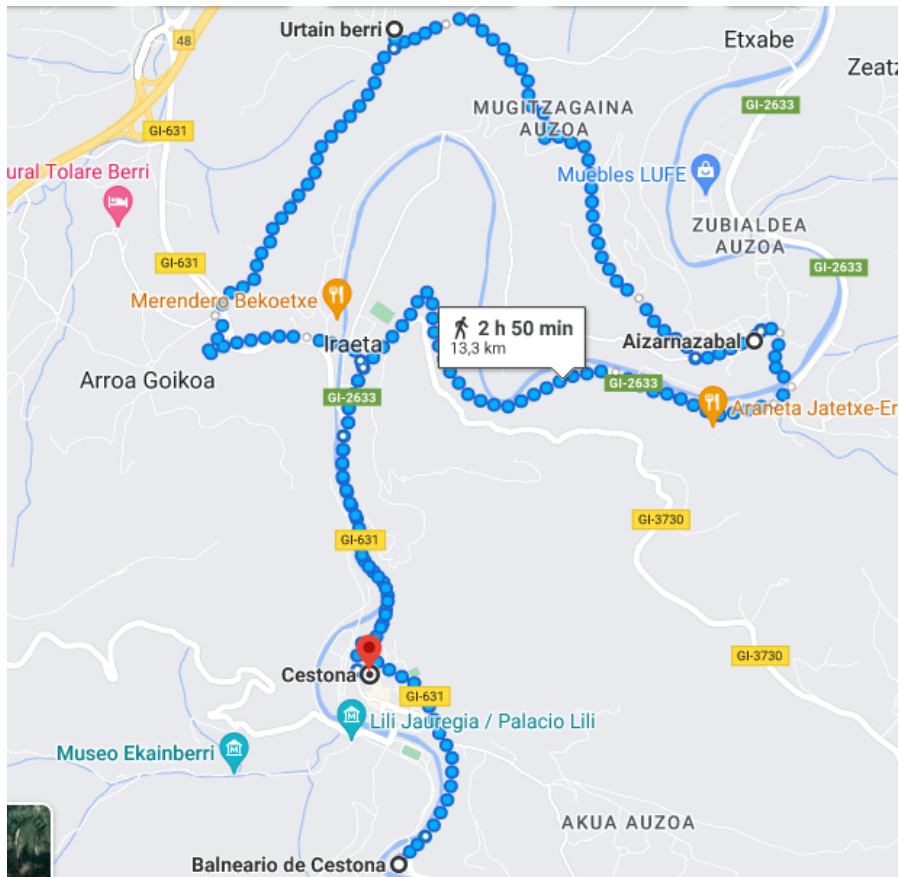 Urtain berri
Etxabe
48
Zeatz
GI-2633
MUGITZAGAINA
AUZOA
GI-631
ural Tolare Berri
Muebles LUFE
ZUBIALDEA
AUZOA
GI-631
GI-2633
Merendero Bekoetxe
2 h 50 min
13,3 km
Iraeta
Aizarnazabal
Arroa Goikoa
GI-2633
GI-2633
Araneta Jatetxe-Er
GI-3730
GI-631
GI-3730
Cestona
GI-631
Lili Jauregia / Palacio Lili
Museo Ekainberri
AKUA AUZOA
Balneario de Cestona